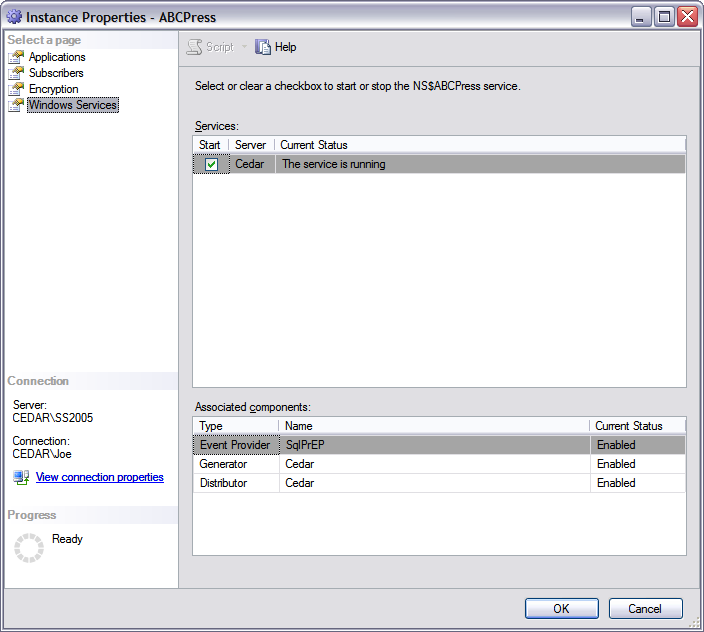 Instance Properties - ABCPress
Select a page
Applications
Subscribers
Encryption
Windows Services
Script
Help
Select or clear a checkbox to start or stop the NS$ABCPress service.
Services:
Start Server Current Status
Cedar The service is running
Associated components:
Type Name Current Status
Event Provider SqlPrEP Enabled
Generator Cedar Enabled
Distributor Cedar Enabled
Connection
Server:
CEDAR\SS2005
Connection:
CEDAR\Joe
View connection properties
Progress
Ready
OK Cancel